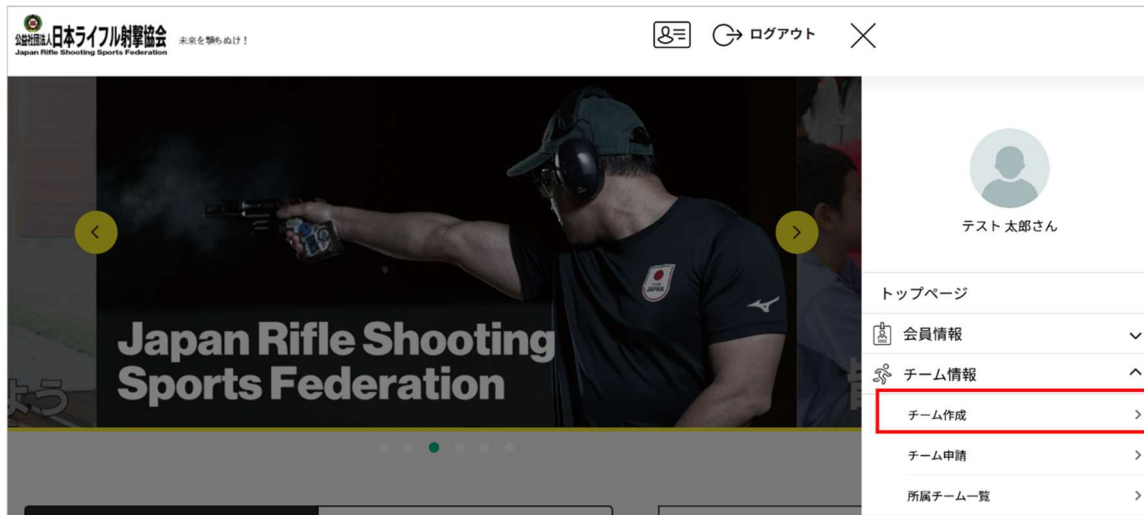 公益社団法人日本ライフル射撃協会
Japan Rifle Shooting Sports Federation
未来を撃ちぬけ!
ログアウト
テスト 太郎さん
トップページ
会員情報
チーム情報
チーム作成
チーム申請
所属チーム一覧
Japan Rifle Shooting
Sports Federation
TEAM
JAPAN
よう